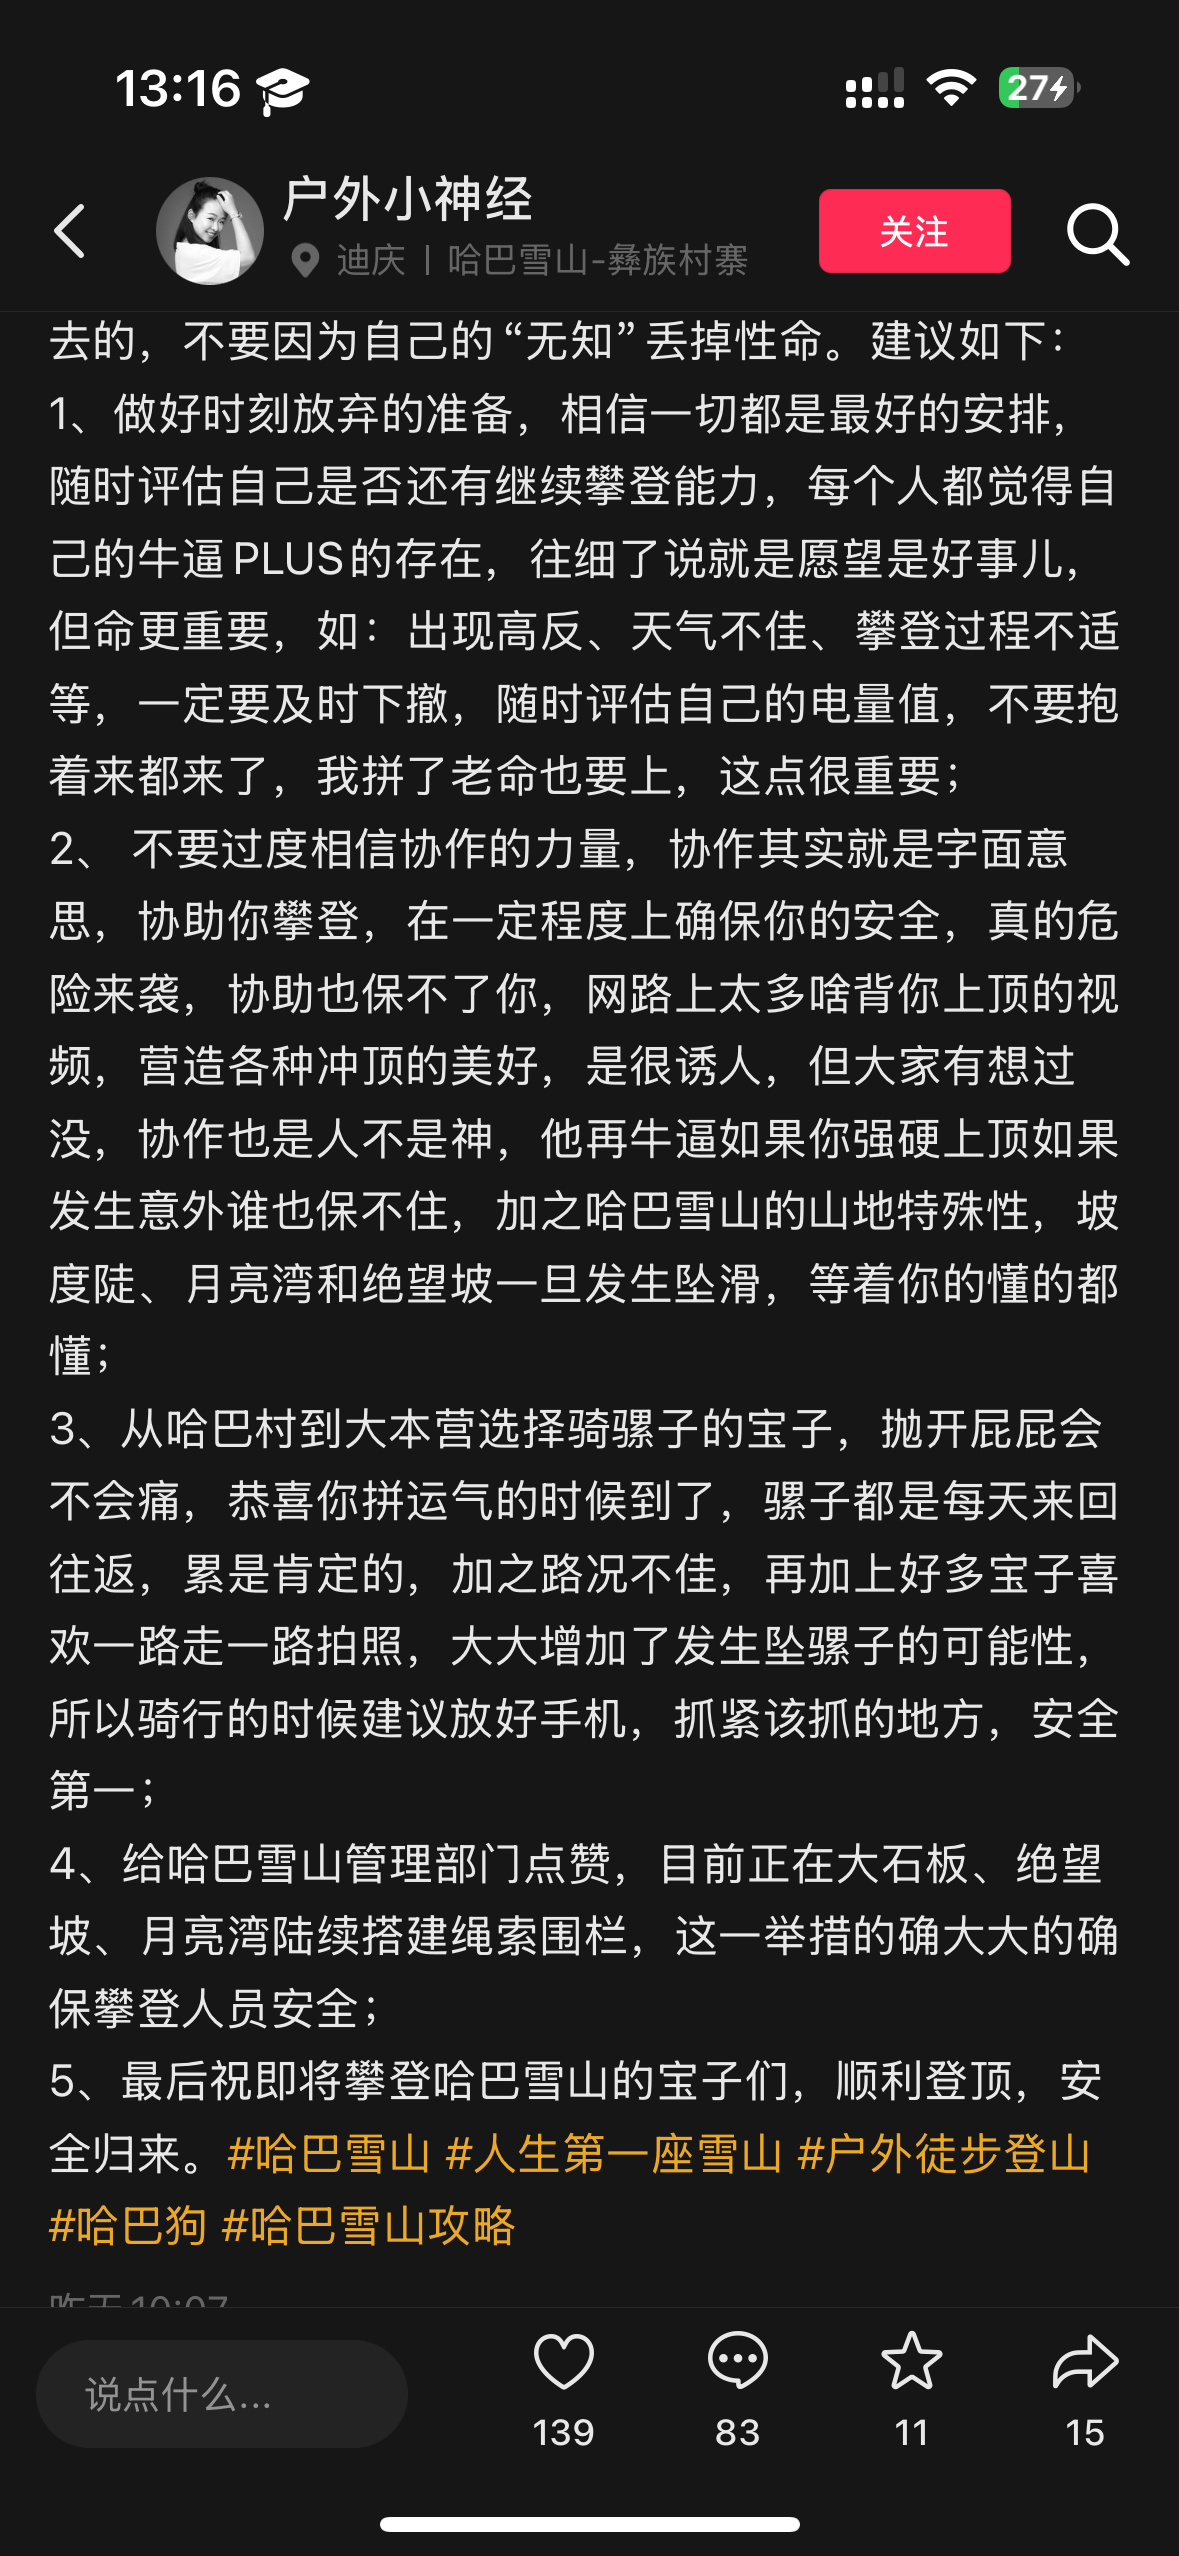 13:16
27
户外小神经
迪庆 | 哈巴雪山-彝族村寨
关注
去的，不要因为自己的“无知”丢掉性命。建议如下：
1、做好时刻放弃的准备，相信一切都是最好的安排，
随时评估自己是否还有继续攀登能力，每个人都觉得自
己的牛逼PLUS的存在，往细了说就是愿望是好事儿，
但命更重要，如：出现高反、天气不佳、攀登过程不适
等，一定要及时下撤，随时评估自己的电量值，不要抱
着来都来了，我拼了老命也要上，这点很重要；
2、 不要过度相信协作的力量，协作其实就是字面意
思，协助你攀登，在一定程度上确保你的安全，真的危
险来袭，协助也保不了你，网路上太多啥背你上顶的视
频，营造各种冲顶的美好，是很诱人，但大家有想过
没，协作也是人不是神，他再牛逼如果你强硬上顶如果
发生意外谁也保不住，加之哈巴雪山的山地特殊性，坡
度陡、月亮湾和绝望坡一旦发生坠滑，等着你的懂的都
懂；
3、从哈巴村到大本营选择骑骡子的宝子，抛开屁屁会
不会痛，恭喜你拼运气的时候到了，骡子都是每天来回
往返，累是肯定的，加之路况不佳，再加上好多宝子喜
欢一路走一路拍照，大大增加了发生坠骡子的可能性，
所以骑行的时候建议放好手机，抓紧该抓的地方，安全
第一；
4、给哈巴雪山管理部门点赞，目前正在大石板、绝望
坡、月亮湾陆续搭建绳索围栏，这一举措的确大大的确
保攀登人员安全；
5、最后祝即将攀登哈巴雪山的宝子们，顺利登顶，安
全归来。#哈巴雪山 #人生第一座雪山 #户外徒步登山
#哈巴狗 #哈巴雪山攻略
昨天 10:07
说点什么...
139
83
11
15